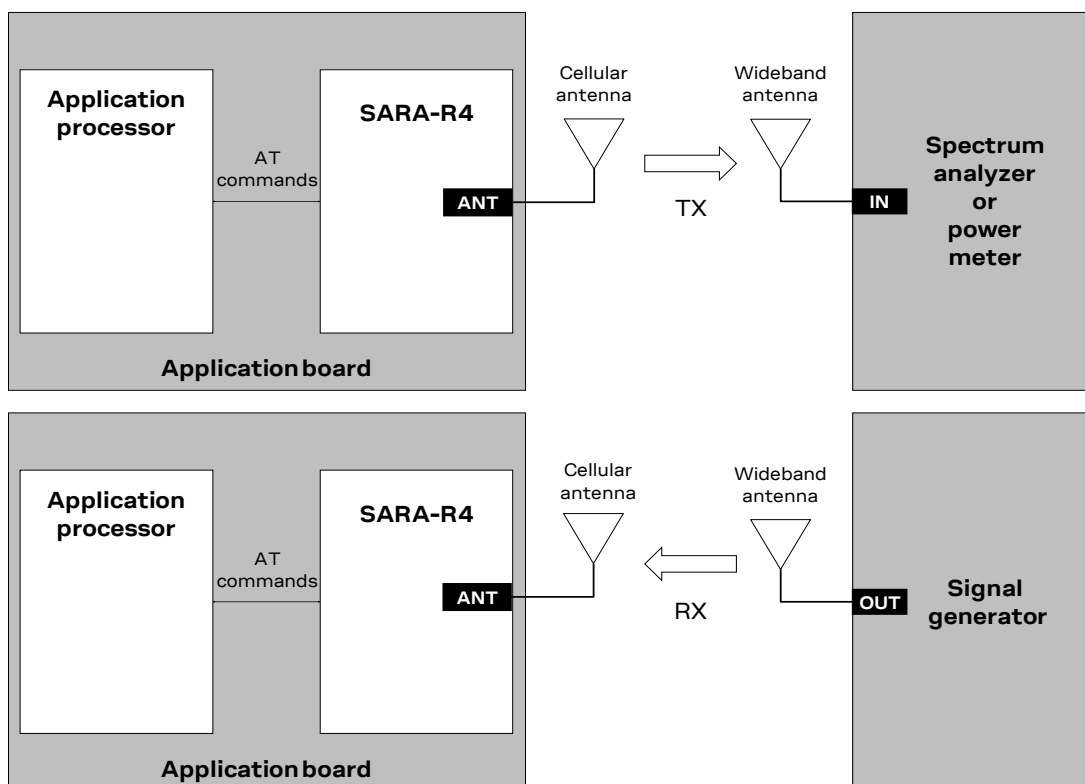 Application
processor
AT
commands
SARA-R4
ANT
Application board
Cellular
antenna
TX
Wideband
antenna
IN
Spectrum
analyzer
or
power
meter
Application
processor
AT
commands
SARA-R4
ANT
Application board
Cellular
antenna
RX
Wideband
antenna
OUT
Signal
generator